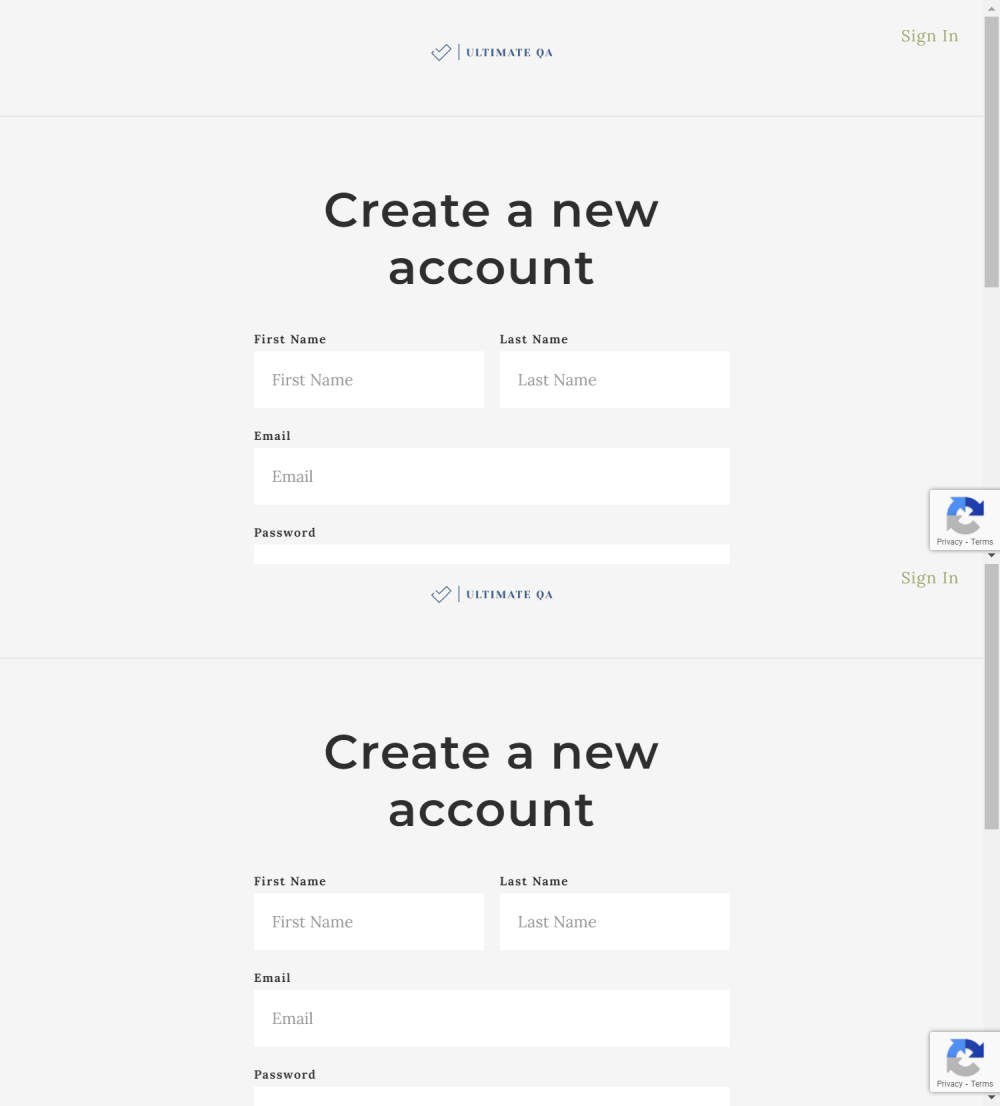 Sign In
ULTIMATE QA
Create a new
account
First Name Last Name
First Name Last Name
Email
Email
Password
Privacy - Terms
Sign In
ULTIMATE QA
Create a new
account
First Name Last Name
First Name Last Name
Email
Email
Password
Privacy - Terms